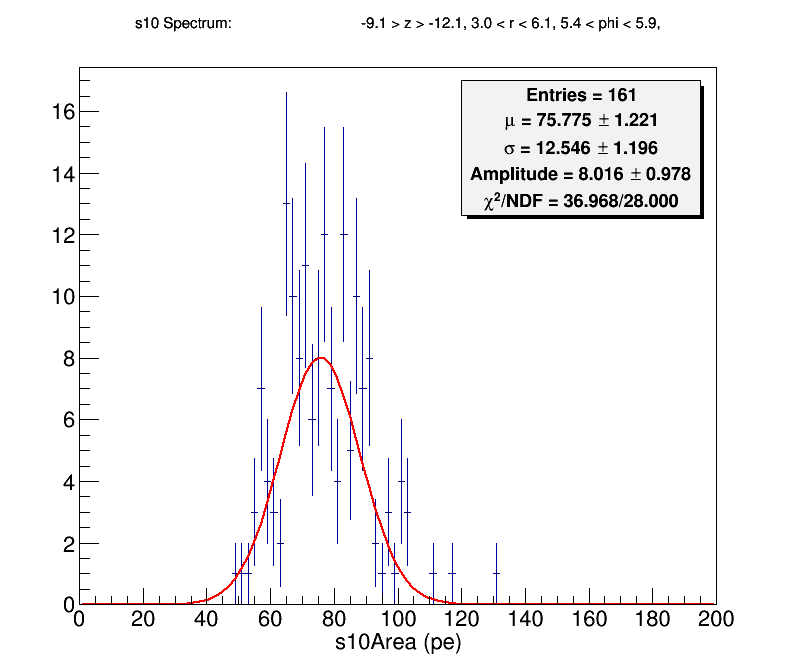 s10 Spectrum: -9.1 > z > -12.1, 3.0 < r < 6.1, 5.4 < phi < 5.9,
Entries = 161
μ = 75.775 ± 1.221
σ = 12.546 ± 1.196
Amplitude = 8.016 ± 0.978
χ²/NDF = 36.968/28.000
16
14
12
10
8
6
4
2
0
0 20 40 60 80 100 120 140 160 180 200
s10Area (pe)